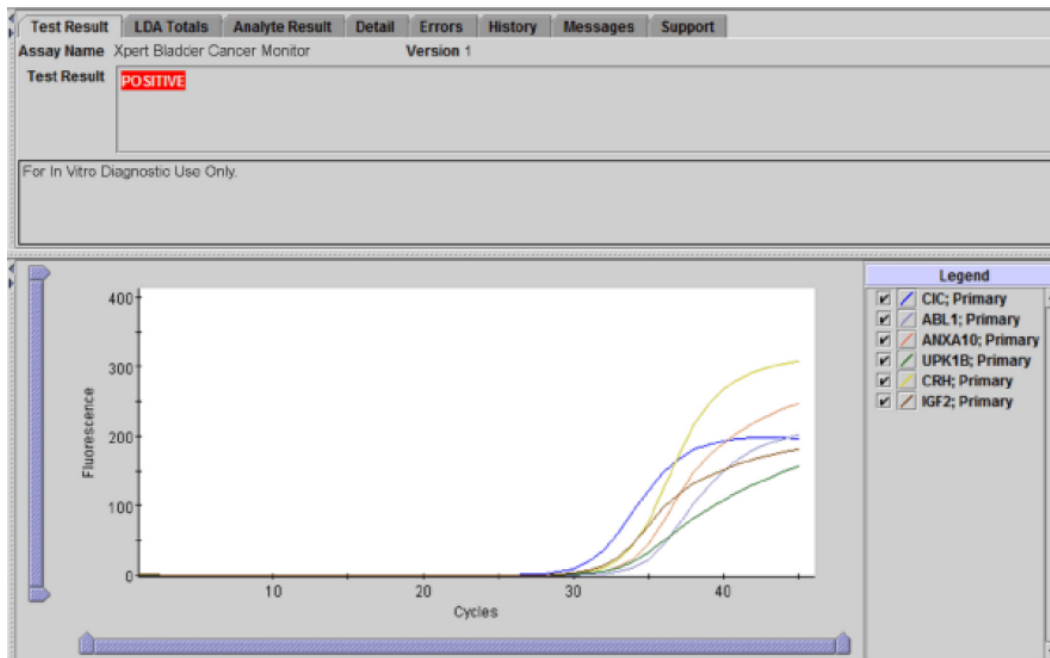 Test Result LDA Totals Analyte Result Detail Errors History Messages Support
Assay Name Xpert Bladder Cancer Monitor Version 1
Test Result POSITIVE
For In Vitro Diagnostic Use Only.
Legend
CIC; Primary
ABL1; Primary
ANXA10; Primary
UPK1B; Primary
CRH; Primary
IGF2; Primary
400
300
200
100
0
Fluorescence
10 20 30 40
Cycles